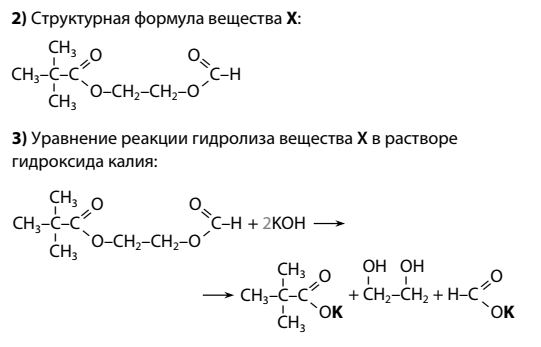 2) Структурная формула вещества X:
CH₃ O O
CH₃–C–C C–H
CH₃ O–CH₂–CH₂–O
3) Уравнение реакции гидролиза вещества X в растворе
гидроксида калия:
CH₃ O O
CH₃–C–C C–H + 2KOH ⟶
CH₃ O–CH₂–CH₂–O
CH₃ O OH OH O
⟶ CH₃–C–C + CH₂–CH₂ + H–C
CH₃ OK OK